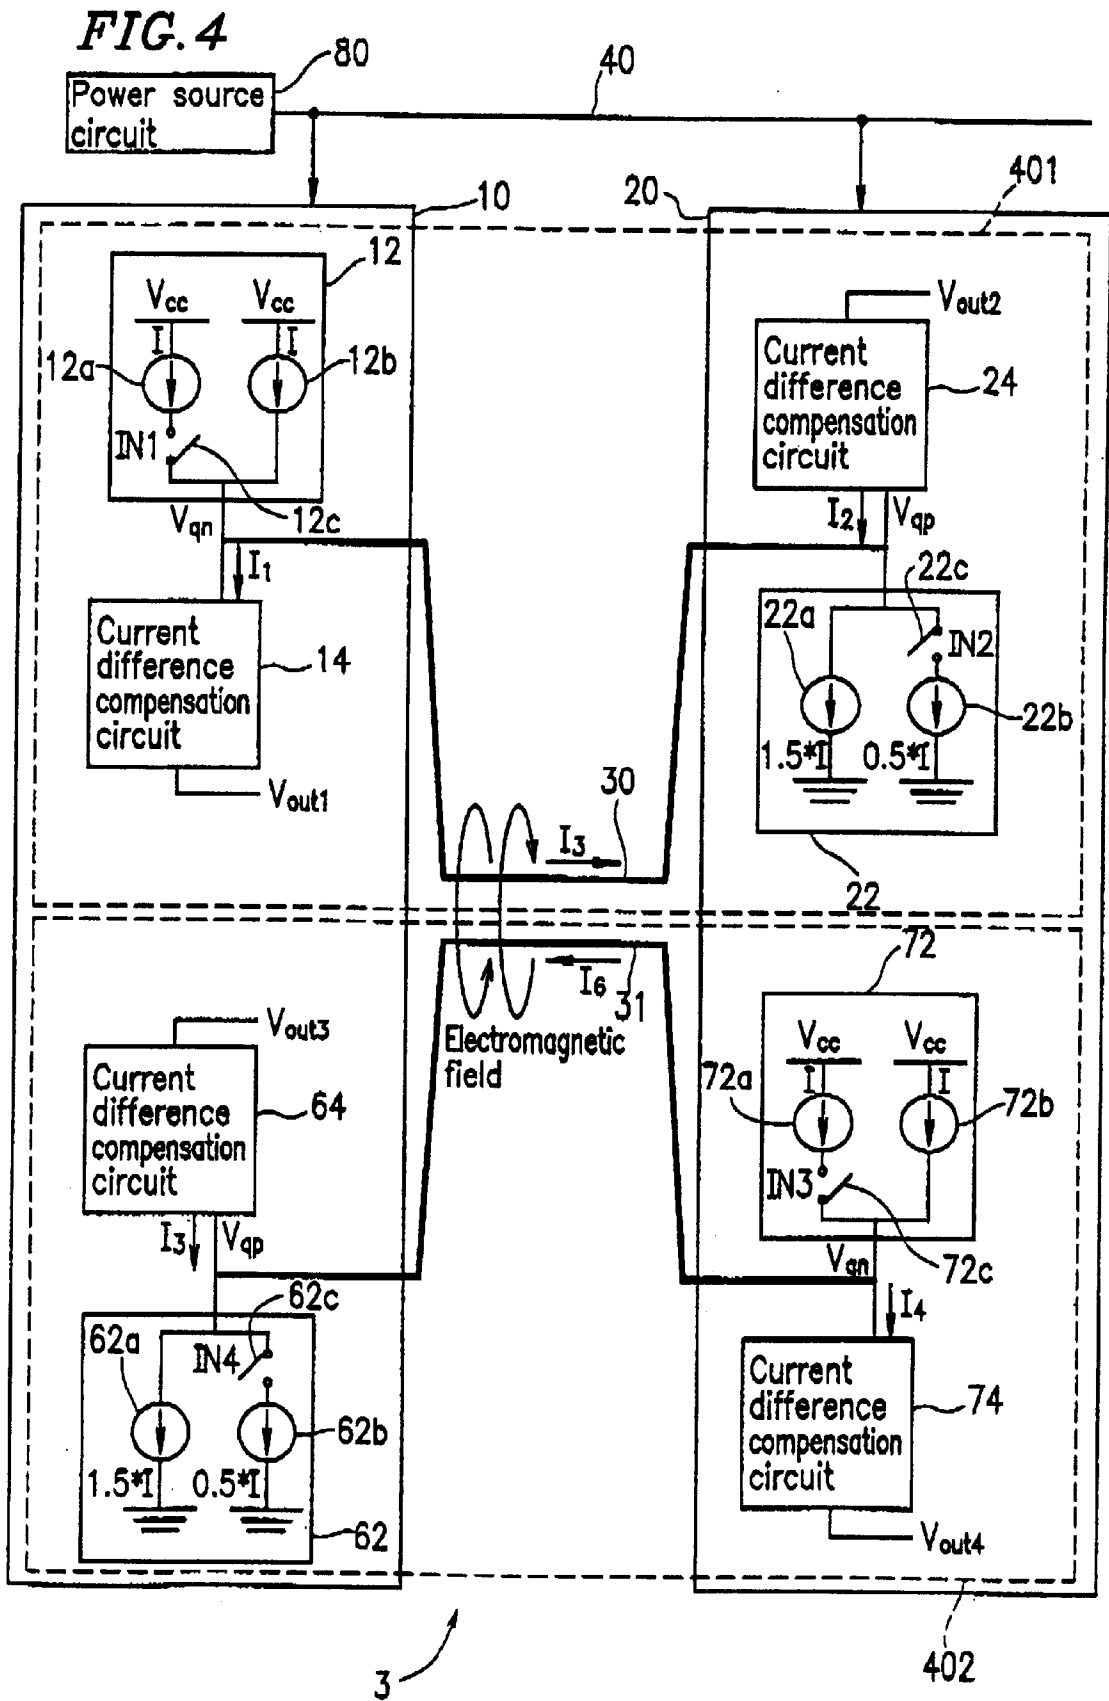 FIG. 4
80
40
Power source
circuit
10
20
401
12
Vcc
Vcc
I
I
12a
12b
IN1
12c
Vqn
I1
Current
difference
compensation
circuit
14
Vout1
Vout2
Current
difference
compensation
circuit
24
I2
Vqp
22c
22a
IN2
22b
1.5*I
0.5*I
22
30
I3
I6
31
Electromagnetic
field
Vout3
Current
difference
compensation
circuit
64
I3
Vqp
62c
62a
IN4
62b
1.5*I
0.5*I
62
72
Vcc
Vcc
72a
I
I
72b
IN3
72c
Vqn
I4
Current
difference
compensation
circuit
74
Vout4
402
3